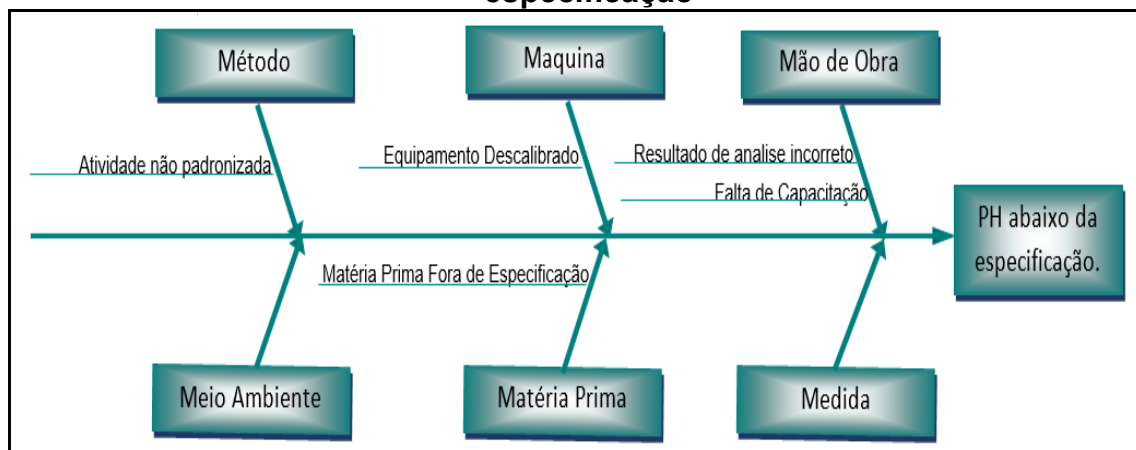 especificação
Método
Maquina
Mão de Obra
Atividade não padronizada
Equipamento Descalibrado
Resultado de analise incorreto
Falta de Capacitação
PH abaixo da
especificação.
Matéria Prima Fora de Especificação
Meio Ambiente
Matéria Prima
Medida